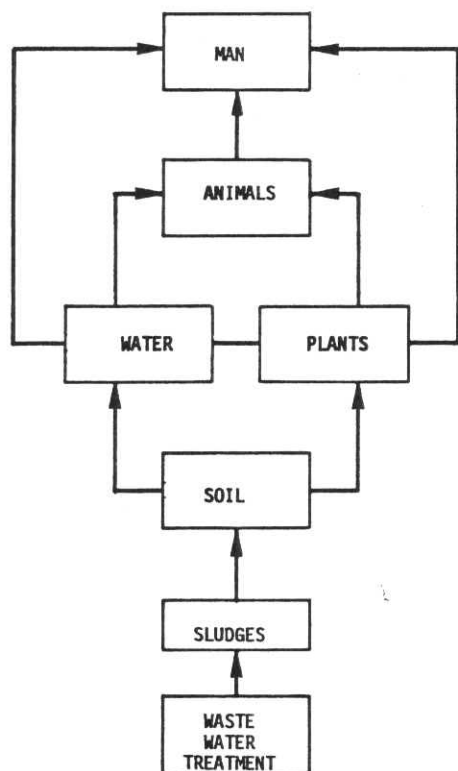 MAN
ANIMALS
WATER
PLANTS
SOIL
SLUDGES
WASTE
WATER
TREATMENT